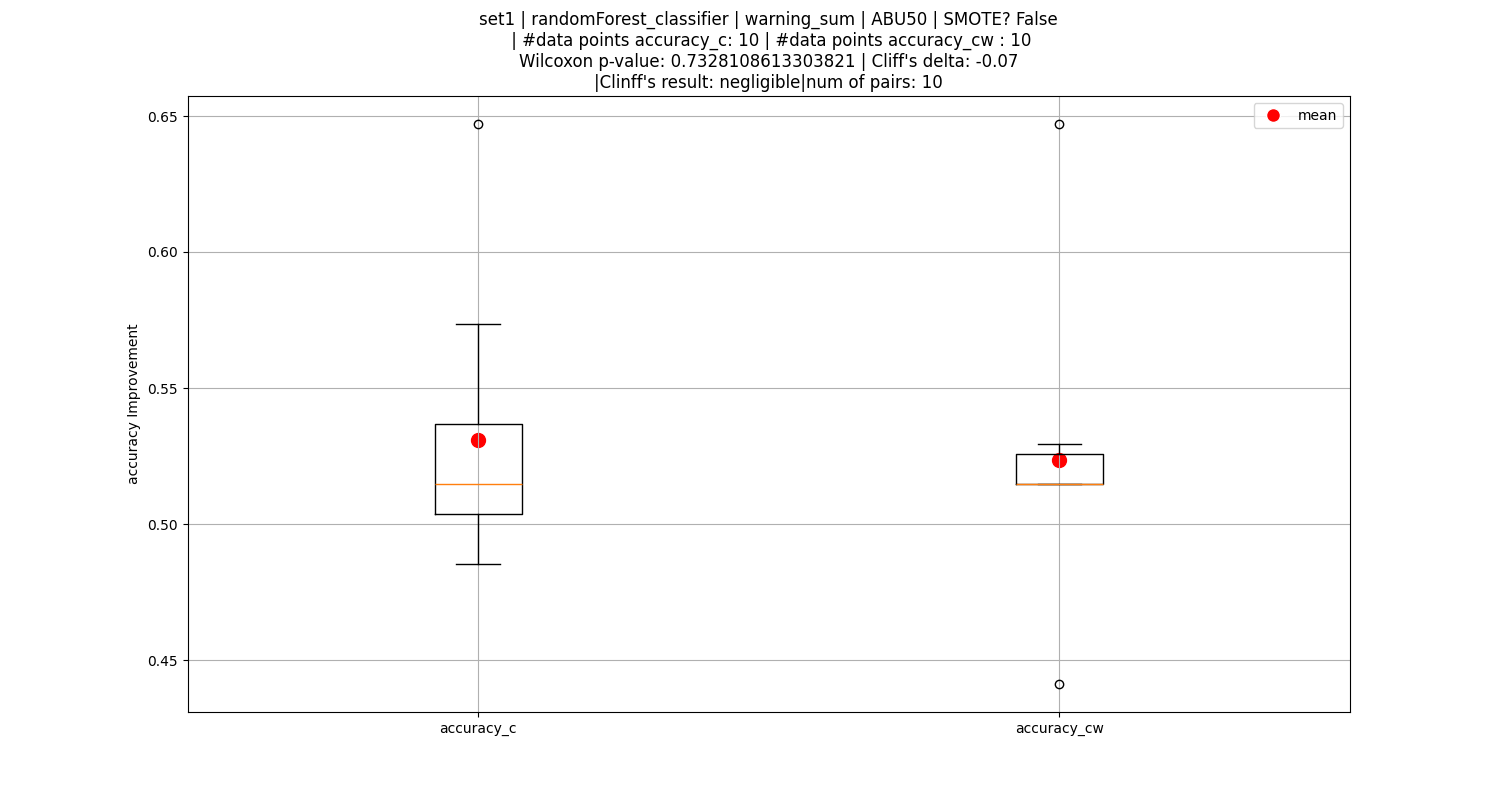 set1 | randomForest_classifier | warning_sum | ABU50 | SMOTE? False
| #data points accuracy_c: 10 | #data points accuracy_cw : 10
Wilcoxon p-value: 0.7328108613303821 | Cliff's delta: -0.07
|Clinff's result: negligible|num of pairs: 10
mean
0.65
0.60
0.55
0.50
0.45
accuracy Improvement
accuracy_c
accuracy_cw